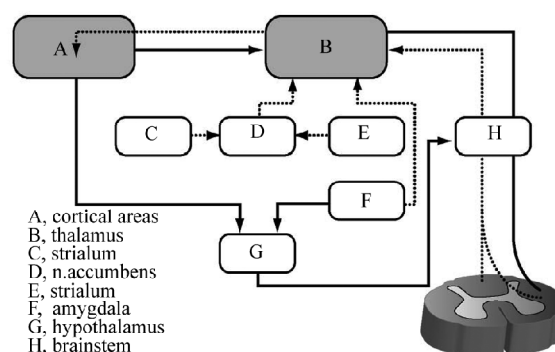 A
B
C
D
E
H
F
G
A, cortical areas
B, thalamus
C, strialum
D, n.accumbens
E, strialum
F, amygdala
G, hypothalamus
H, brainstem